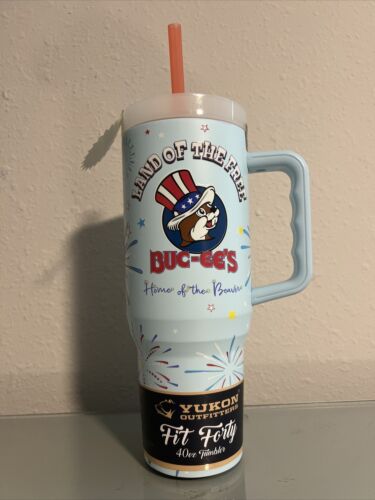 LAND OF THE FREE
BUC-EE'S
Home of the Beaver
YUKON
OUTFITTERS
Fit Forty
40oz Tumbler